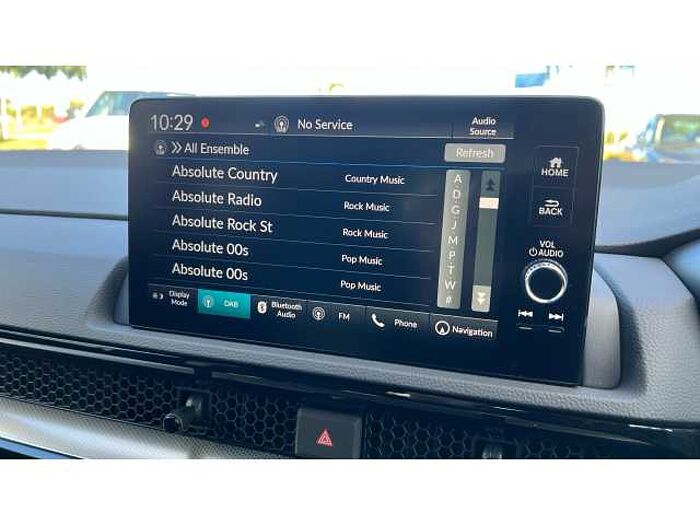 10:29 No Service Audio Source
All Ensemble Refresh
Absolute Country Country Music
Absolute Radio Rock Music
Absolute Rock St Rock Music
Absolute 00s Pop Music
Absolute 00s Pop Music
A
D
G
J
M
P
T
W
#
Display Mode DAB Bluetooth Audio FM Phone Navigation
HOME
BACK
VOL
AUDIO